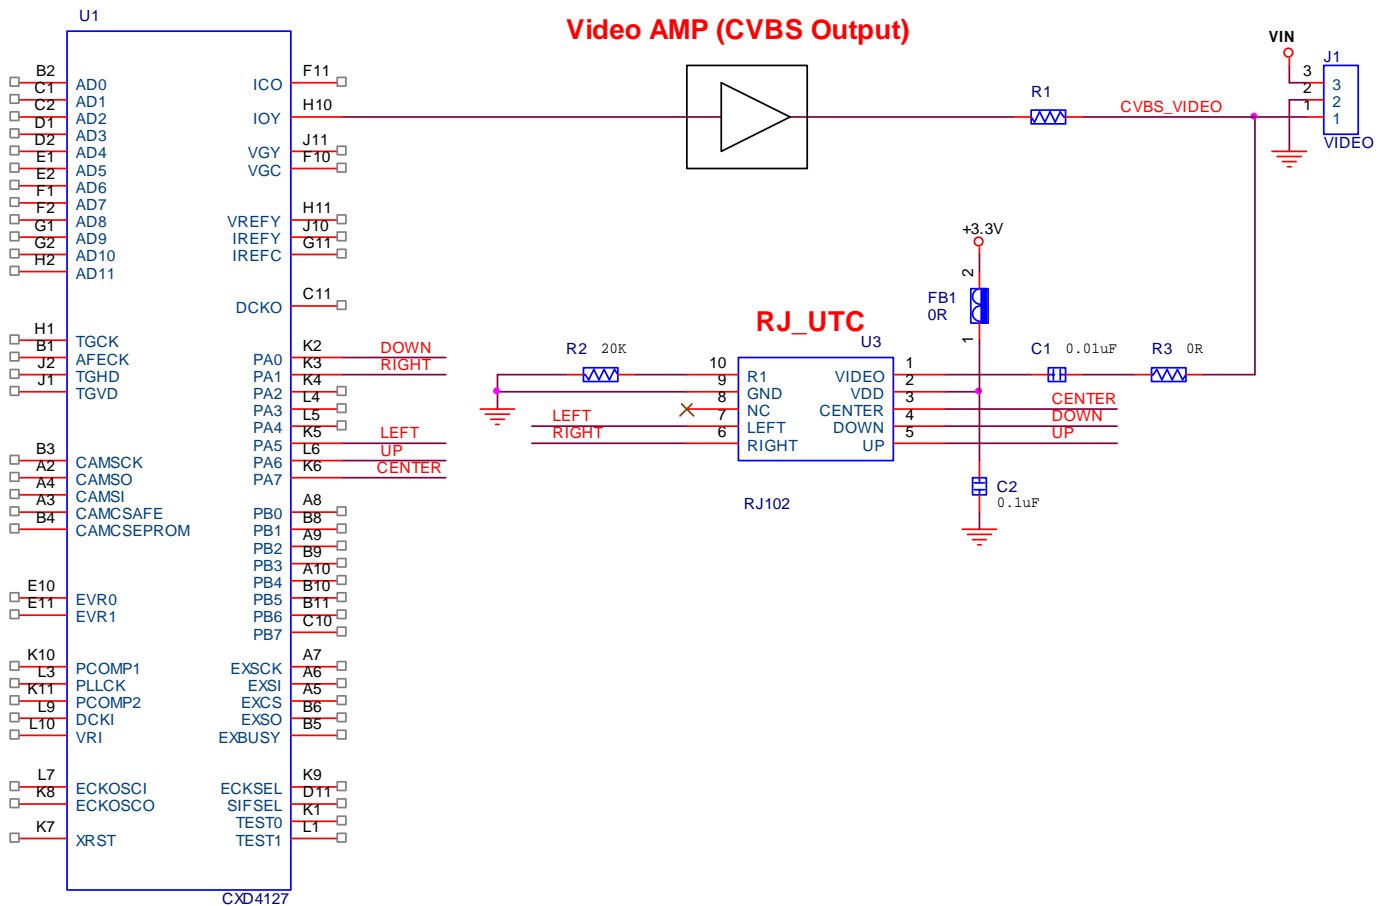 U1
Video AMP (CVBS Output)
VIN
J1
3 3
2 2
1 1
VIDEO
R1
CVBS_VIDEO
B2 AD0
C1 AD1
C2 AD2
D1 AD3
D2 AD4
E1 AD5
E2 AD6
F1 AD7
F2 AD8
G1 AD9
G2 AD10
H2 AD11
H1 TGCK
B1 AFECK
J2 TGHD
J1 TGVD
B3 CAMSCK
A2 CAMSO
A4 CAMSI
A3 CAMCSAFE
B4 CAMCSEPROM
E10 EVR0
E11 EVR1
K10 PCOMP1
L3 PLLCK
K11 PCOMP2
L9 DCKI
L10 VRI
L7 ECKOSCI
K8 ECKOSCO
K7 XRST
ICO F11
IOY H10
VGY J11
VGC F10
VREFY H11
IREFY J10
IREFC G11
DCKO C11
PA0 K2 DOWN
PA1 K3 RIGHT
PA2 K4
PA3 L4
PA4 L5
PA5 K5 LEFT
PA6 L6 UP
PA7 K6 CENTER
PB0 A8
PB1 B8
PB2 A9
PB3 B9
PB4 A10
PB5 B10
PB6 B11
PB7 C10
EXSCK A7
EXSI A6
EXCS A5
EXSO B6
EXBUSY B5
ECKSEL K9
SIFSEL D11
TEST0 K1
TEST1 L1
CXD4127
+3.3V
2
FB1
0R
1
RJ_UTC
U3
R2 20K
10 R1
9 GND
8 NC
LEFT 7 LEFT
RIGHT 6 RIGHT
VIDEO 1
VDD 2
CENTER 3 CENTER
DOWN 4 DOWN
UP 5 UP
C1 0.01uF
R3 0R
RJ102
C2
0.1uF